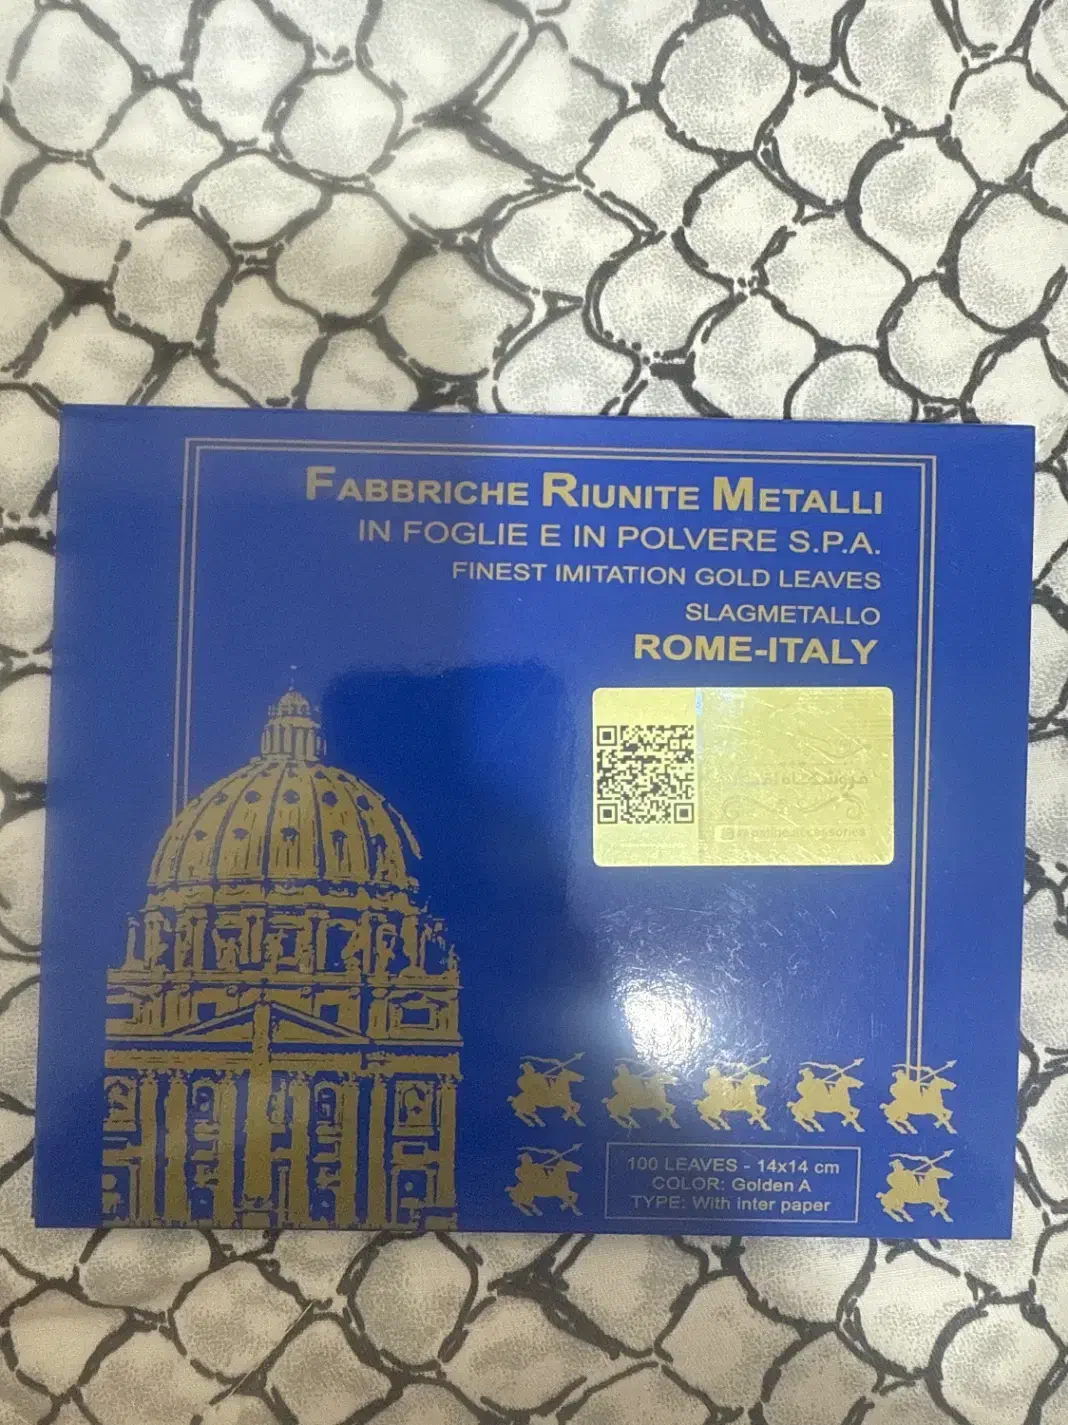 FABBRICHE RIUNITE METALLI
IN FOGLIE E IN POLVERE S.P.A.
FINEST IMITATION GOLD LEAVES
SLAGMETALLO
ROME-ITALY
100 LEAVES - 14x14 cm
COLOR: Golden A
TYPE: With inter paper